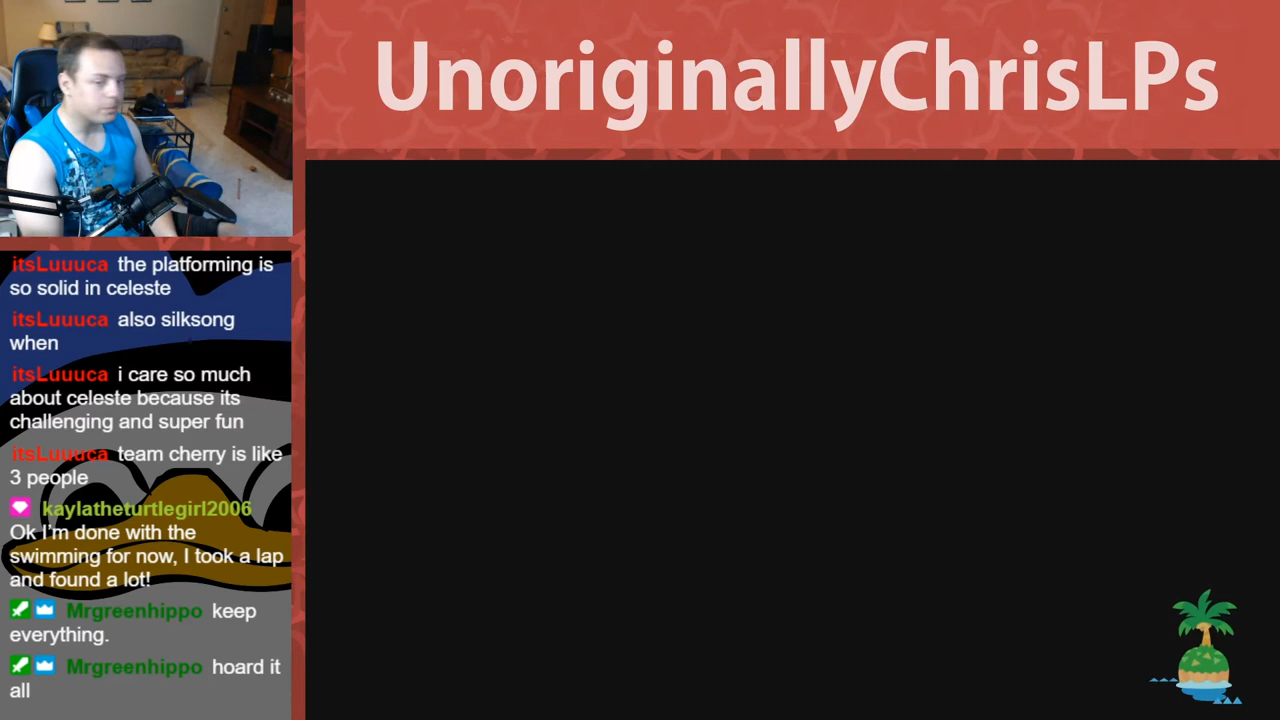 UnoriginallyChrisLPs
itsLuuuca the platforming is
so solid in celeste
itsLuuuca also silksong
when
itsLuuuca i care so much
about celeste because its
challenging and super fun
itsLuuuca team cherry is like
3 people
kaylatheturtlegirl2006
Ok I’m done with the
swimming for now, I took a lap
and found a lot!
Mrgreenhippo keep
everything.
Mrgreenhippo hoard it
all